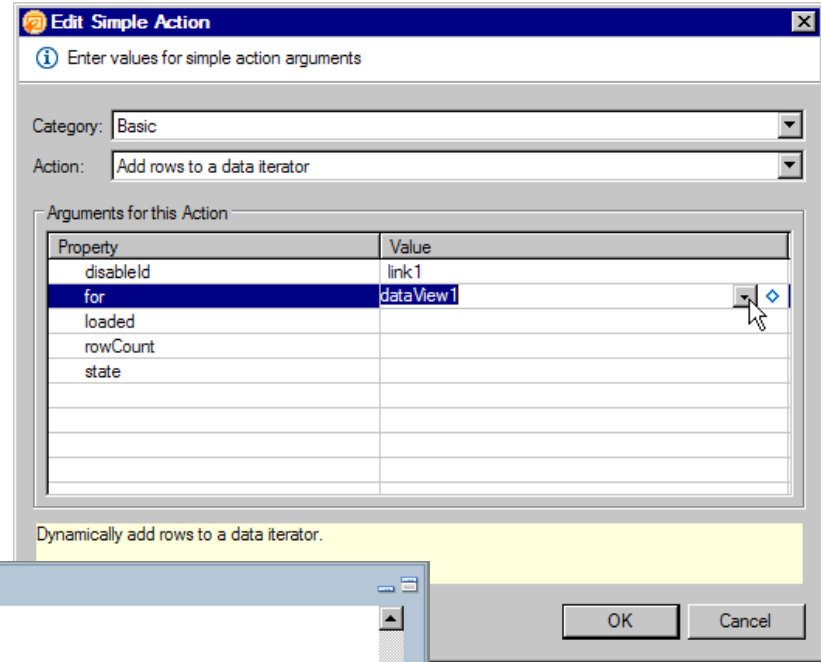 Edit Simple Action
Enter values for simple action arguments
Category: Basic
Action: Add rows to a data iterator
Arguments for this Action
Property Value
disableId link1
for dataView1
loaded
rowCount
state
Dynamically add rows to a data iterator.
OK Cancel